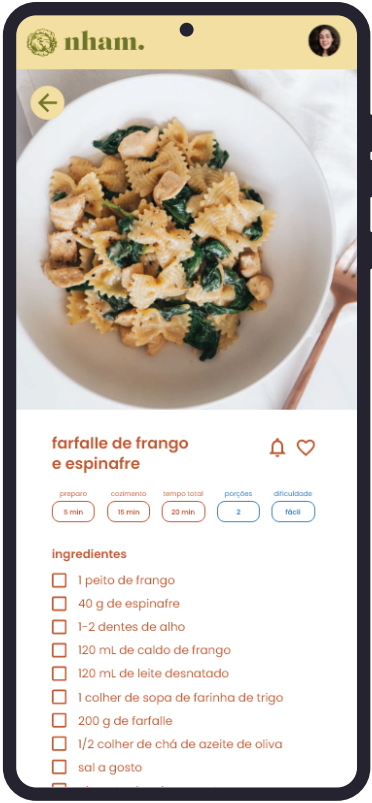 nham.
farfalle de frango
e espinafre
preparo cozimento tempo total porções dificuldade
5 min 15 min 20 min 2 fácil
ingredientes
1 peito de frango
40 g de espinafre
1-2 dentes de alho
120 mL de caldo de frango
120 mL de leite desnatado
1 colher de sopa de farinha de trigo
200 g de farfalle
1/2 colher de chá de azeite de oliva
sal a gosto